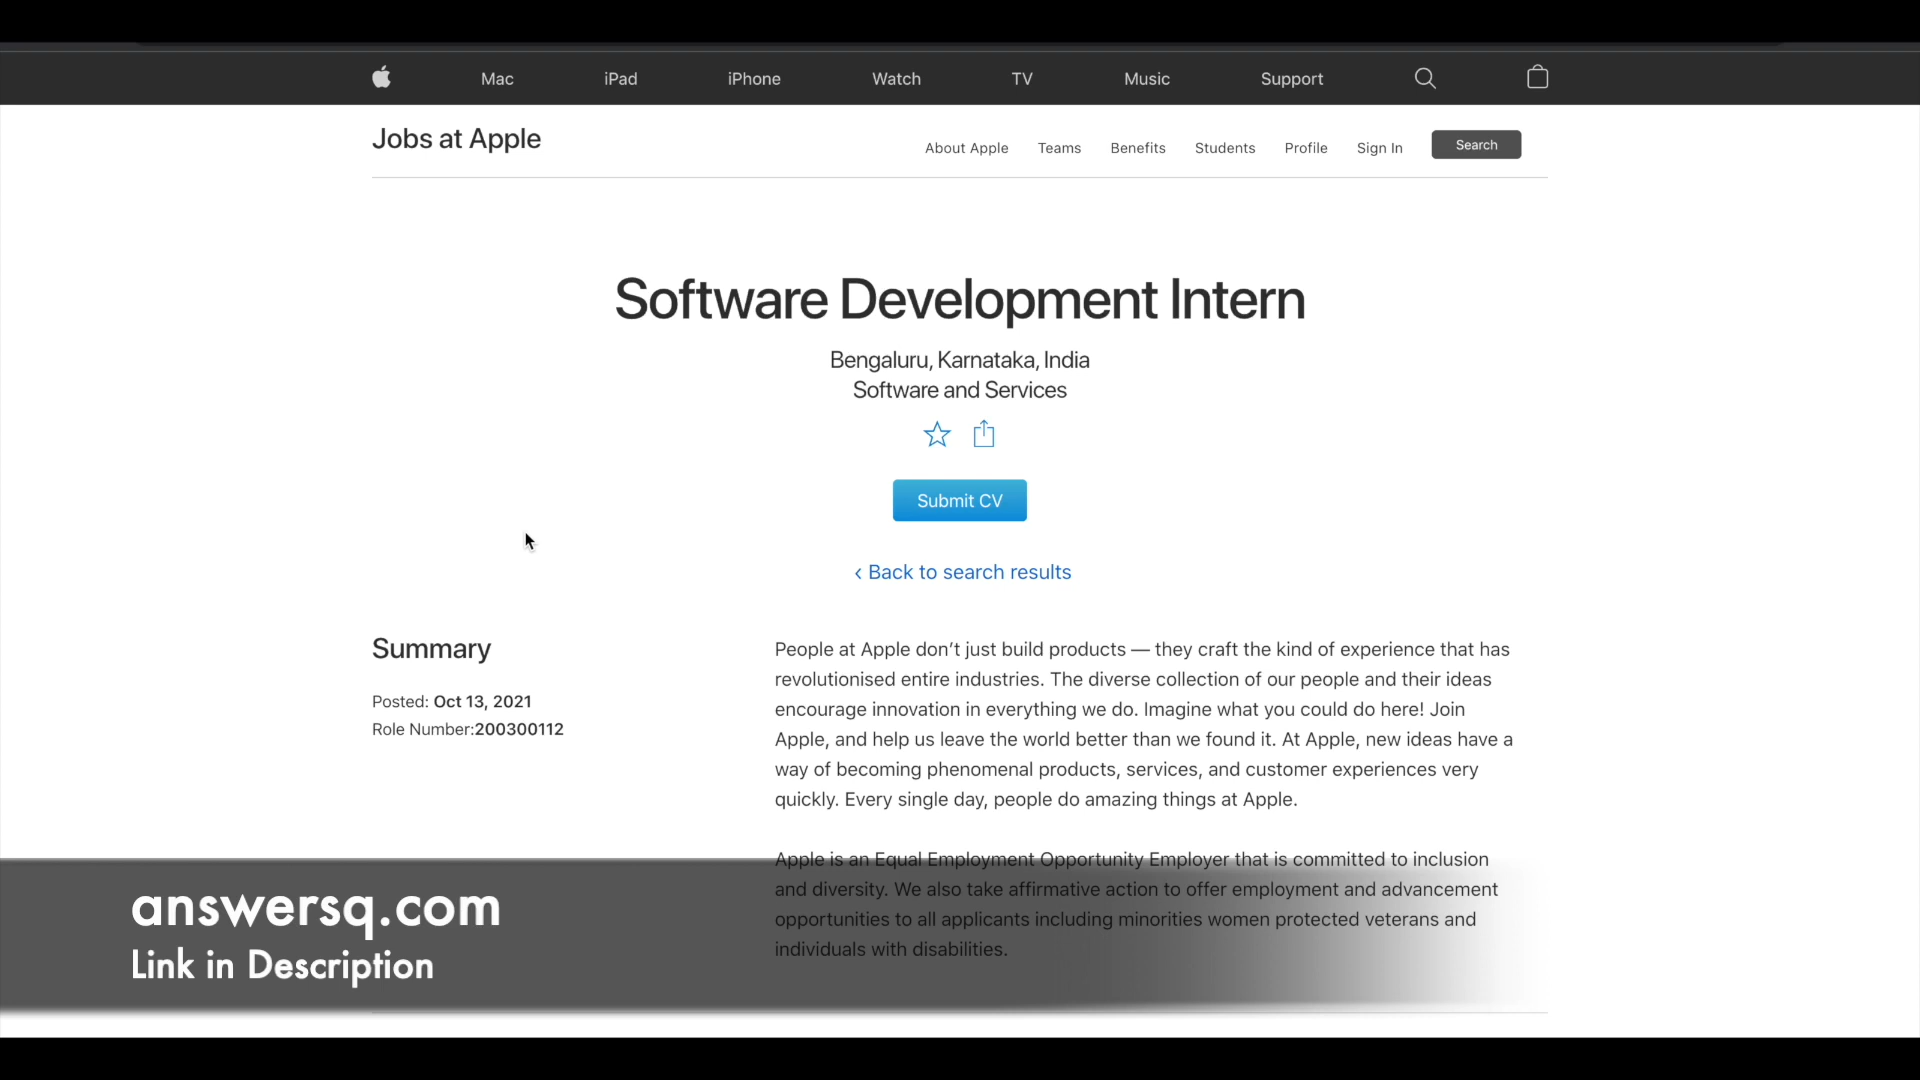 Mac iPad iPhone Watch TV Music Support
Jobs at Apple
About Apple Teams Benefits Students Profile Sign In Search
Software Development Intern
Bengaluru, Karnataka, India
Software and Services
Submit CV
‹ Back to search results
Summary
Posted: Oct 13, 2021
Role Number:200300112
People at Apple don’t just build products — they craft the kind of experience that has
revolutionised entire industries. The diverse collection of our people and their ideas
encourage innovation in everything we do. Imagine what you could do here! Join
Apple, and help us leave the world better than we found it. At Apple, new ideas have a
way of becoming phenomenal products, services, and customer experiences very
quickly. Every single day, people do amazing things at Apple.
Apple is an Equal Employment Opportunity Employer that is committed to inclusion
and diversity. We also take affirmative action to offer employment and advancement
opportunities to all applicants including minorities women protected veterans and
individuals with disabilities.
answersq.com
Link in Description